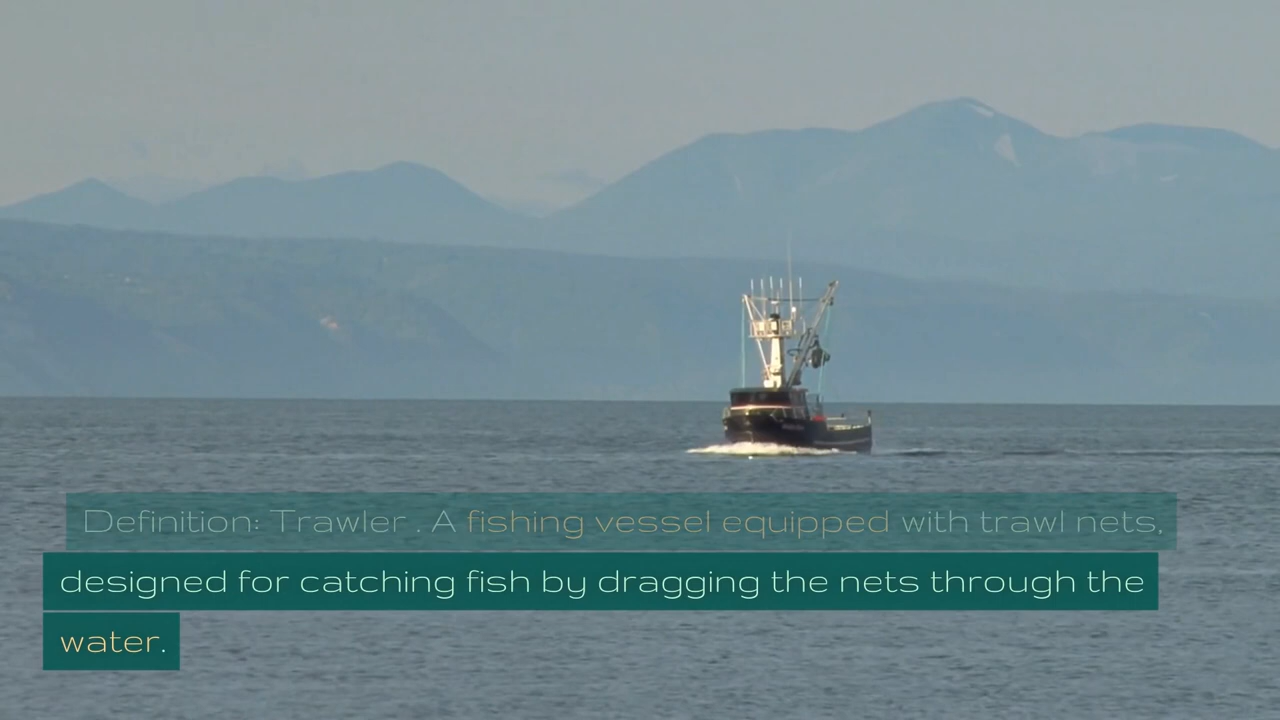 Definition: Trawler . A fishing vessel equipped with trawl nets,
designed for catching fish by dragging the nets through the
water.